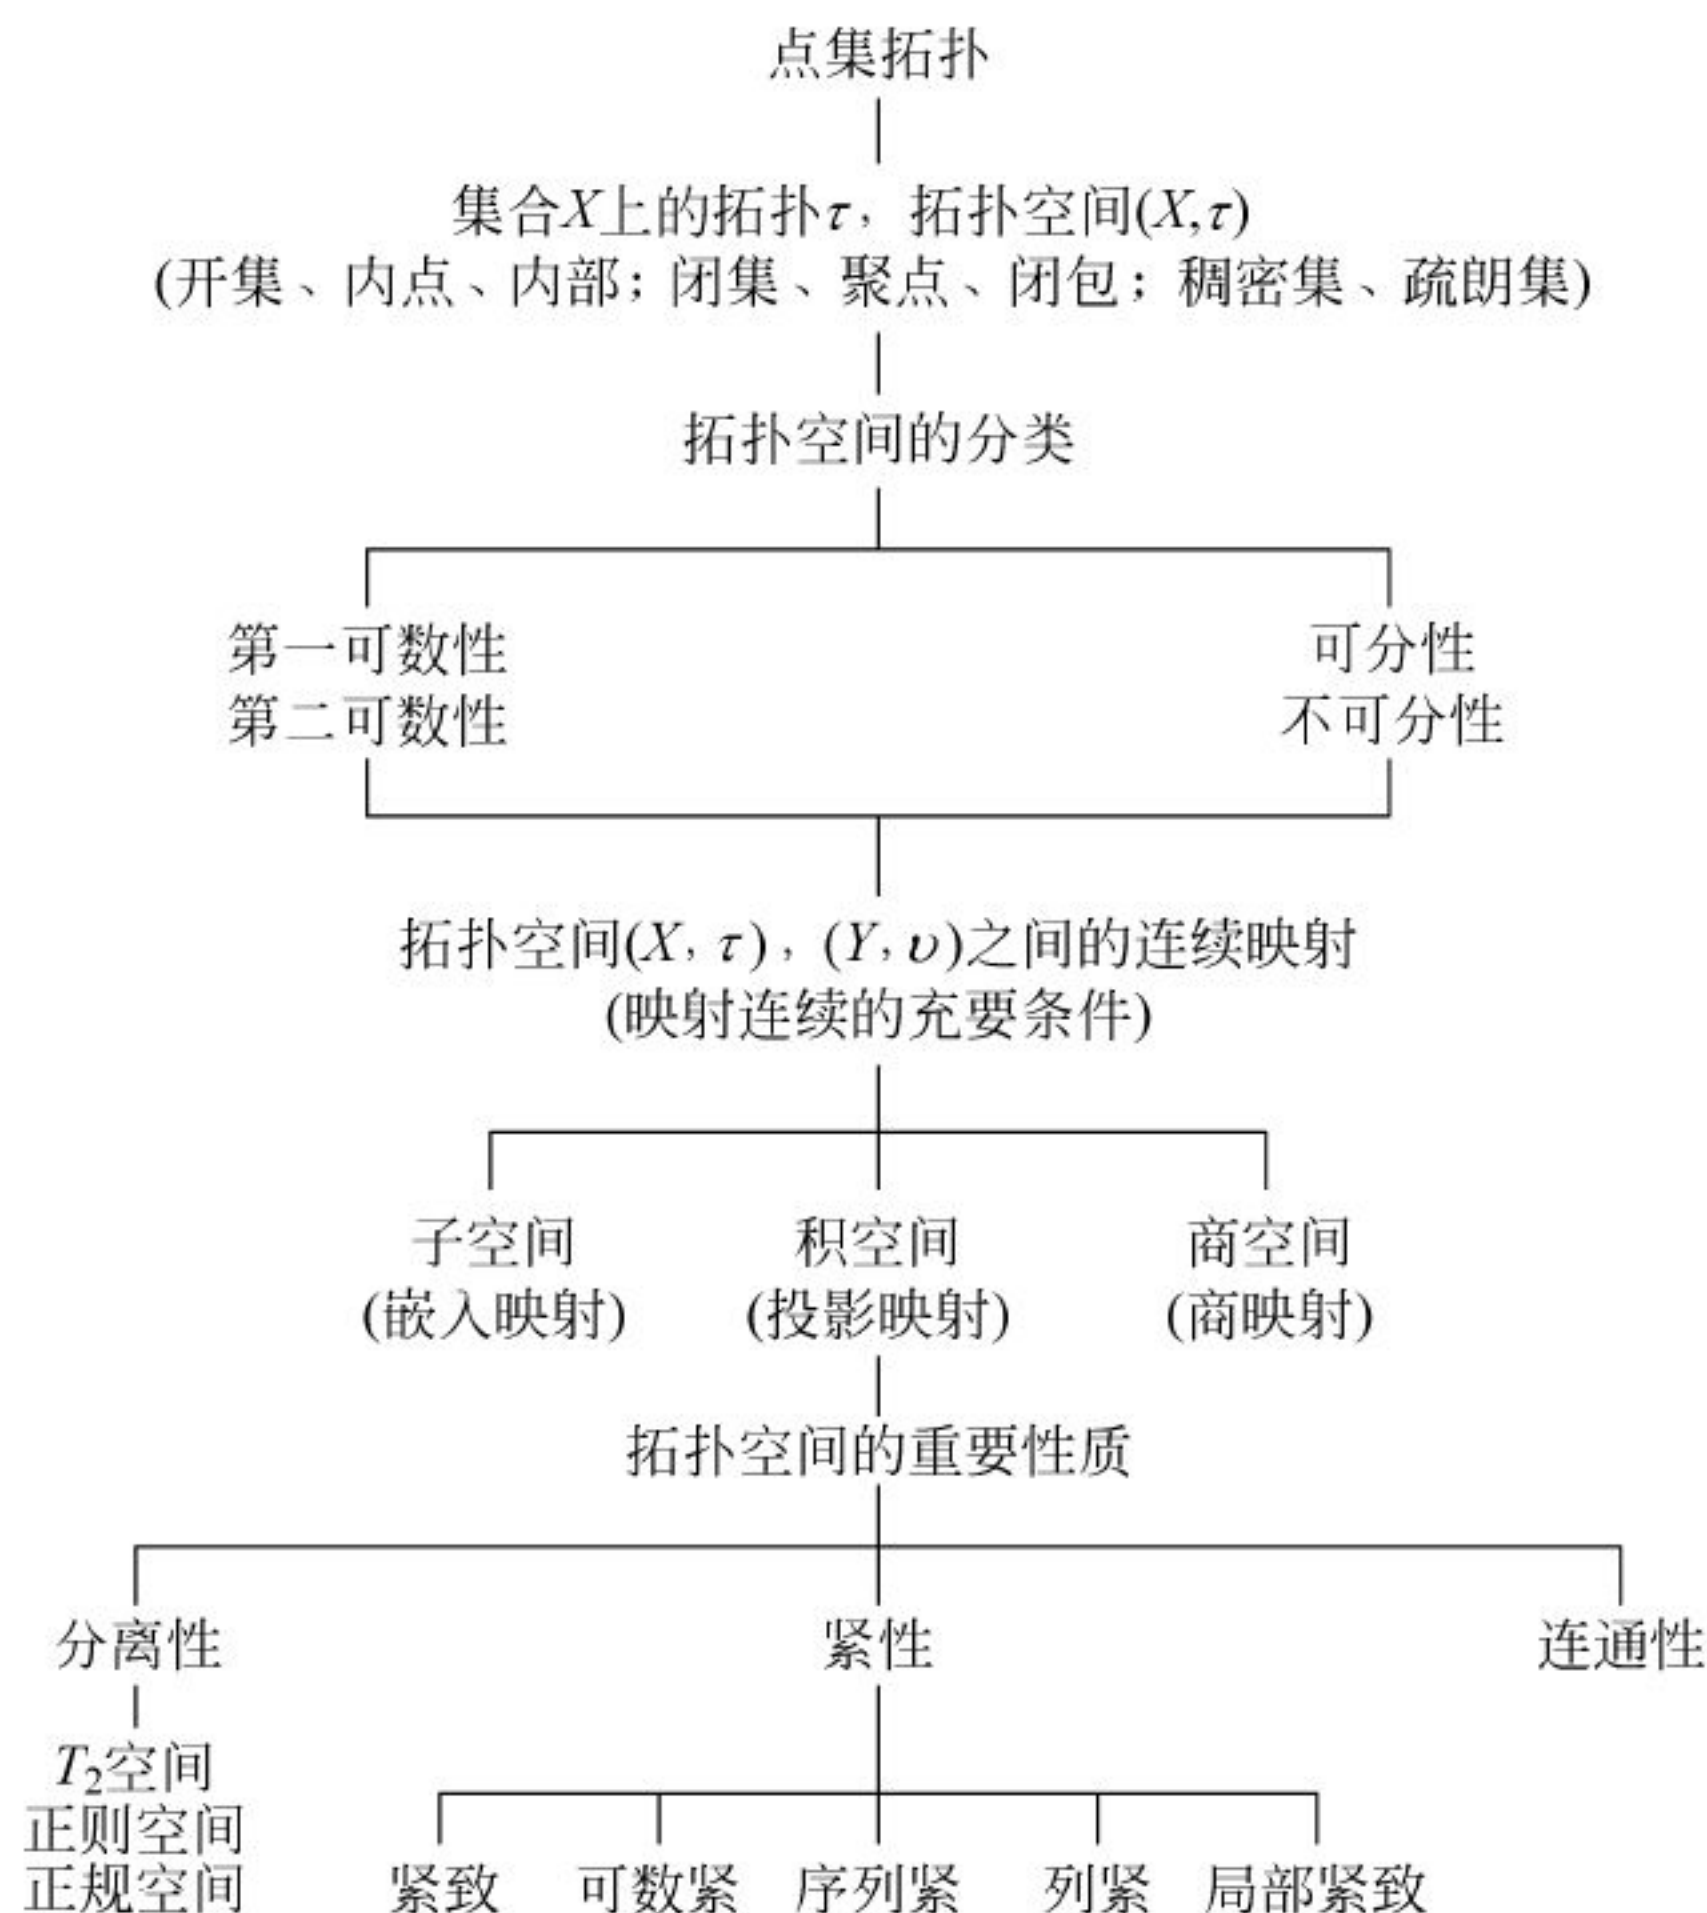 点集拓扑
集合X上的拓扑τ，拓扑空间(X,τ)
(开集、内点、内部；闭集、聚点、闭包；稠密集、疏朗集)
拓扑空间的分类
第一可数性
第二可数性
可分性
不可分性
拓扑空间(X, τ)，(Y, υ)之间的连续映射
(映射连续的充要条件)
子空间
(嵌入映射)
积空间
(投影映射)
商空间
(商映射)
拓扑空间的重要性质
分离性
紧性
连通性
T₂空间
正则空间
正规空间
紧致
可数紧
序列紧
列紧
局部紧致